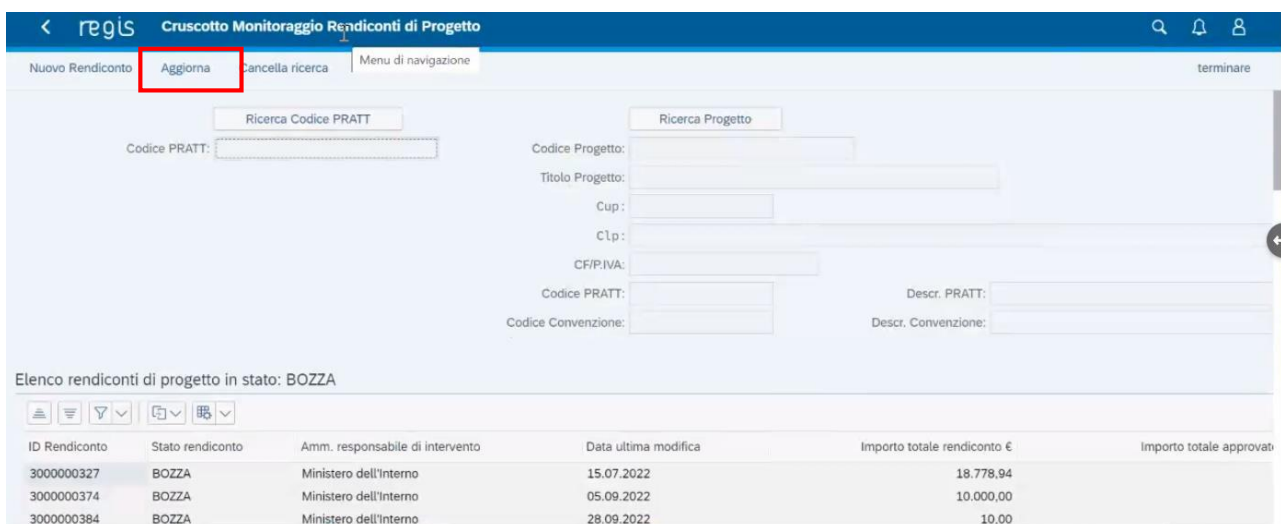 regis Cruscotto Monitoraggio Rendiconti di Progetto
Nuovo Rendiconto Aggiorna Cancella ricerca Menu di navigazione terminare
Ricerca Codice PRATT Ricerca Progetto
Codice PRATT: Codice Progetto:
Titolo Progetto:
Cup:
Clp:
CF/P.IVA:
Codice PRATT: Descr. PRATT:
Codice Convenzione: Descr. Convenzione:
Elenco rendiconti di progetto in stato: BOZZA
ID Rendiconto Stato rendiconto Amm. responsabile di intervento Data ultima modifica Importo totale rendiconto € Importo totale approvat
3000000327 BOZZA Ministero dell'Interno 15.07.2022 18.778,94
3000000374 BOZZA Ministero dell'Interno 05.09.2022 10.000,00
3000000384 BOZZA Ministero dell'Interno 28.09.2022 10,00